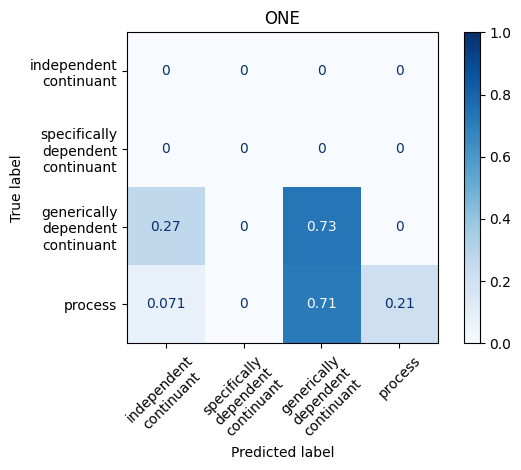 ONE
True label
independent
continuant
0 0 0 0
specifically
dependent
continuant
0 0 0 0
generically
dependent
continuant
0.27 0 0.73 0
process
0.071 0 0.71 0.21
independent
continuant
specifically
dependent
continuant
generically
dependent
continuant
process
Predicted label
1.0
0.8
0.6
0.4
0.2
0.0